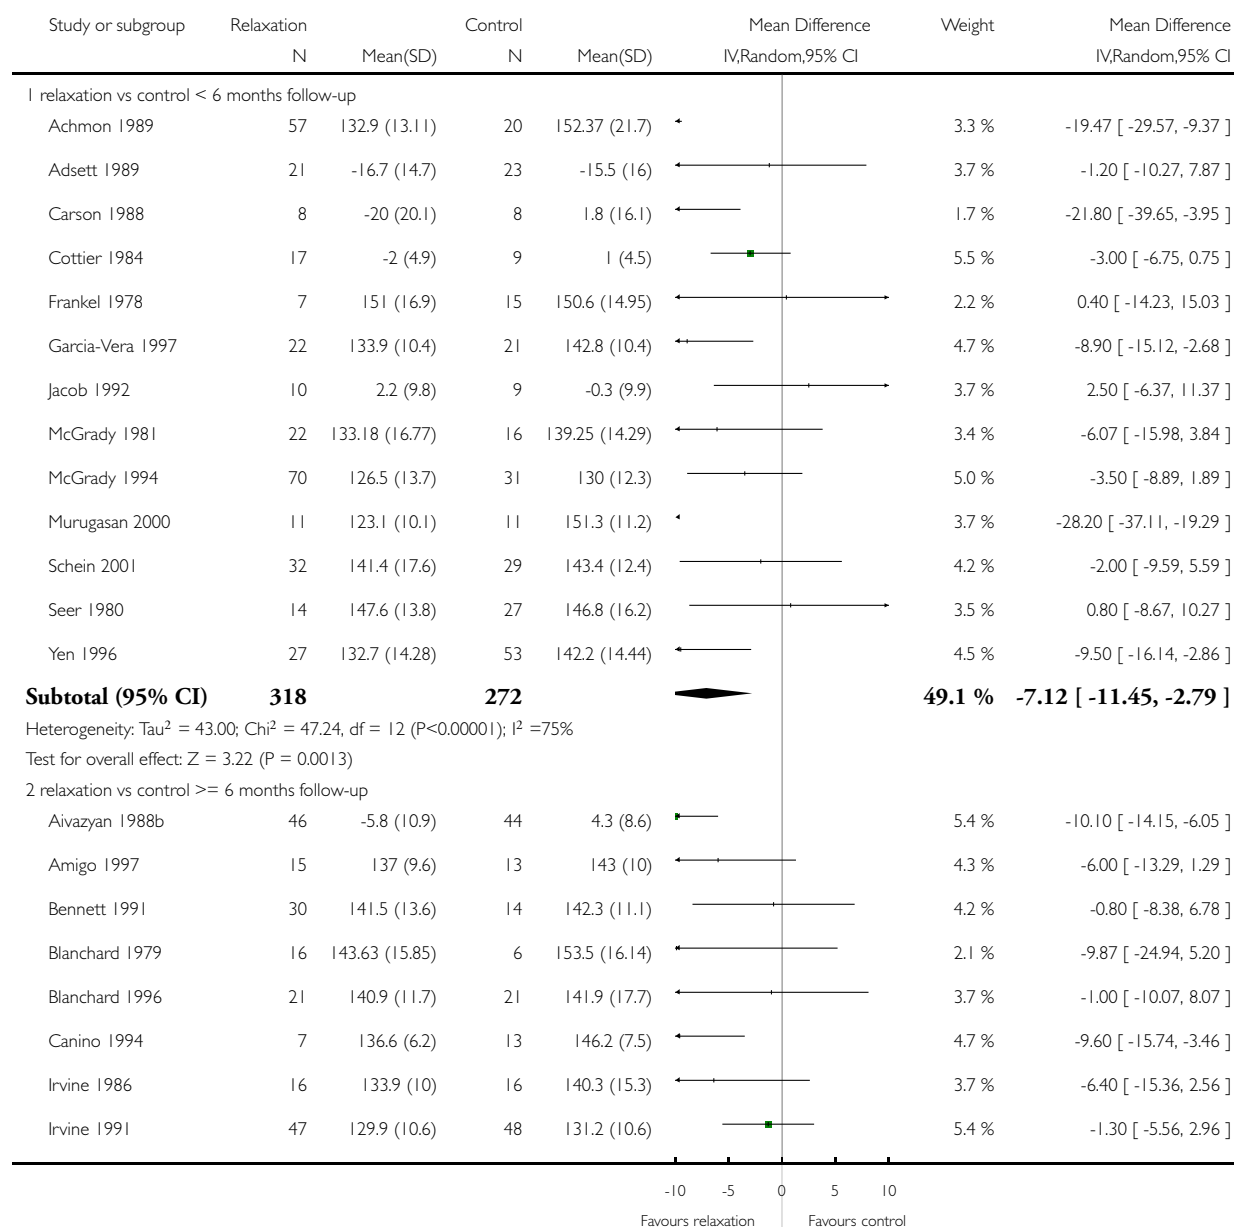 Study or subgroup Relaxation Control Mean Difference Weight Mean Difference
N Mean(SD) N Mean(SD) IV,Random,95% CI IV,Random,95% CI
1 relaxation vs control < 6 months follow-up
Achmon 1989 57 132.9 (13.11) 20 152.37 (21.7) 3.3 % -19.47 [ -29.57, -9.37 ]
Adsett 1989 21 -16.7 (14.7) 23 -15.5 (16) 3.7 % -1.20 [ -10.27, 7.87 ]
Carson 1988 8 -20 (20.1) 8 1.8 (16.1) 1.7 % -21.80 [ -39.65, -3.95 ]
Cottier 1984 17 -2 (4.9) 9 1 (4.5) 5.5 % -3.00 [ -6.75, 0.75 ]
Frankel 1978 7 151 (16.9) 15 150.6 (14.95) 2.2 % 0.40 [ -14.23, 15.03 ]
Garcia-Vera 1997 22 133.9 (10.4) 21 142.8 (10.4) 4.7 % -8.90 [ -15.12, -2.68 ]
Jacob 1992 10 2.2 (9.8) 9 -0.3 (9.9) 3.7 % 2.50 [ -6.37, 11.37 ]
McGrady 1981 22 133.18 (16.77) 16 139.25 (14.29) 3.4 % -6.07 [ -15.98, 3.84 ]
McGrady 1994 70 126.5 (13.7) 31 130 (12.3) 5.0 % -3.50 [ -8.89, 1.89 ]
Murugasan 2000 11 123.1 (10.1) 11 151.3 (11.2) 3.7 % -28.20 [ -37.11, -19.29 ]
Schein 2001 32 141.4 (17.6) 29 143.4 (12.4) 4.2 % -2.00 [ -9.59, 5.59 ]
Seer 1980 14 147.6 (13.8) 27 146.8 (16.2) 3.5 % 0.80 [ -8.67, 10.27 ]
Yen 1996 27 132.7 (14.28) 53 142.2 (14.44) 4.5 % -9.50 [ -16.14, -2.86 ]
Subtotal (95% CI) 318 272 49.1 % -7.12 [ -11.45, -2.79 ]
Heterogeneity: Tau² = 43.00; Chi² = 47.24, df = 12 (P<0.00001); I² =75%
Test for overall effect: Z = 3.22 (P = 0.0013)
2 relaxation vs control >= 6 months follow-up
Aivazyan 1988b 46 -5.8 (10.9) 44 4.3 (8.6) 5.4 % -10.10 [ -14.15, -6.05 ]
Amigo 1997 15 137 (9.6) 13 143 (10) 4.3 % -6.00 [ -13.29, 1.29 ]
Bennett 1991 30 141.5 (13.6) 14 142.3 (11.1) 4.2 % -0.80 [ -8.38, 6.78 ]
Blanchard 1979 16 143.63 (15.85) 6 153.5 (16.14) 2.1 % -9.87 [ -24.94, 5.20 ]
Blanchard 1996 21 140.9 (11.7) 21 141.9 (17.7) 3.7 % -1.00 [ -10.07, 8.07 ]
Canino 1994 7 136.6 (6.2) 13 146.2 (7.5) 4.7 % -9.60 [ -15.74, -3.46 ]
Irvine 1986 16 133.9 (10) 16 140.3 (15.3) 3.7 % -6.40 [ -15.36, 2.56 ]
Irvine 1991 47 129.9 (10.6) 48 131.2 (10.6) 5.4 % -1.30 [ -5.56, 2.96 ]
-10 -5 0 5 10
Favours relaxation Favours control